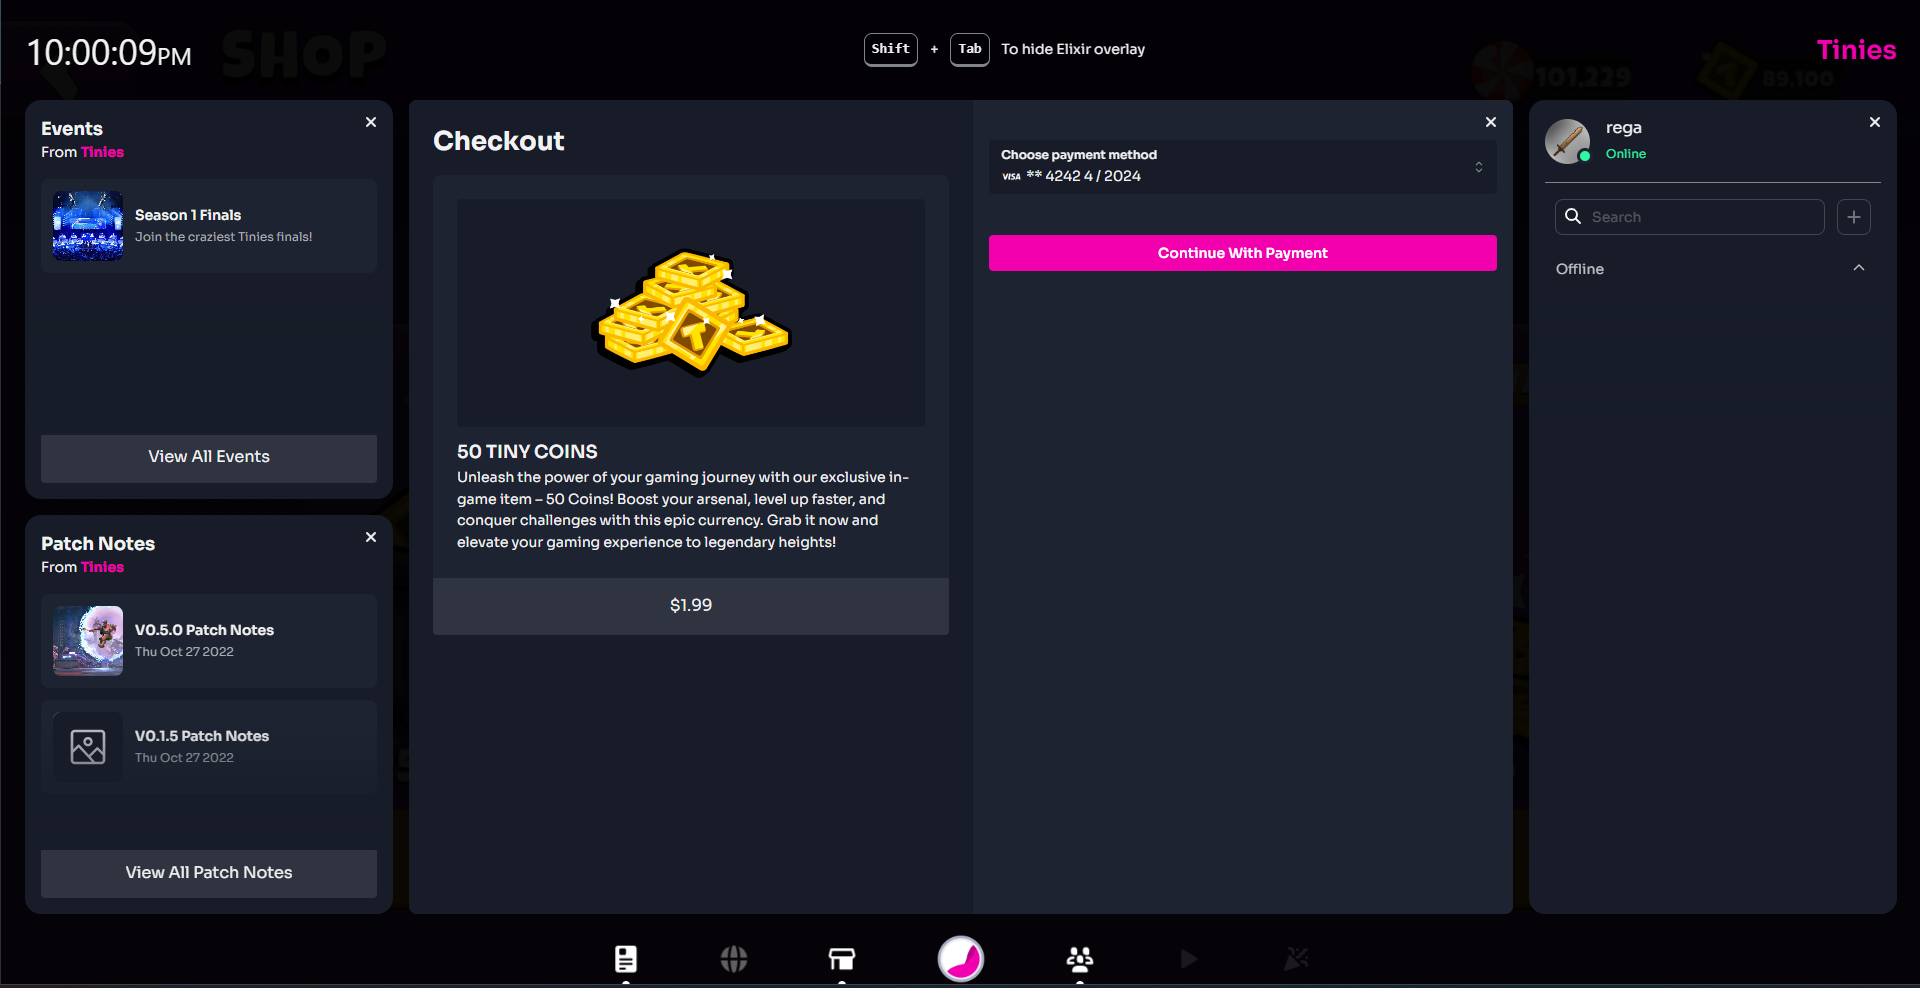 10:00:09PM
SHOP
Shift + Tab To hide Elixir overlay
Tinies
101,229
89,100
Events
From Tinies
Season 1 Finals
Join the craziest Tinies finals!
View All Events
Patch Notes
From Tinies
V0.5.0 Patch Notes
Thu Oct 27 2022
V0.1.5 Patch Notes
Thu Oct 27 2022
View All Patch Notes
Checkout
50 TINY COINS
Unleash the power of your gaming journey with our exclusive in-
game item – 50 Coins! Boost your arsenal, level up faster, and
conquer challenges with this epic currency. Grab it now and
elevate your gaming experience to legendary heights!
$1.99
Choose payment method
VISA ** 4242 4 / 2024
Continue With Payment
rega
Online
Search
Offline